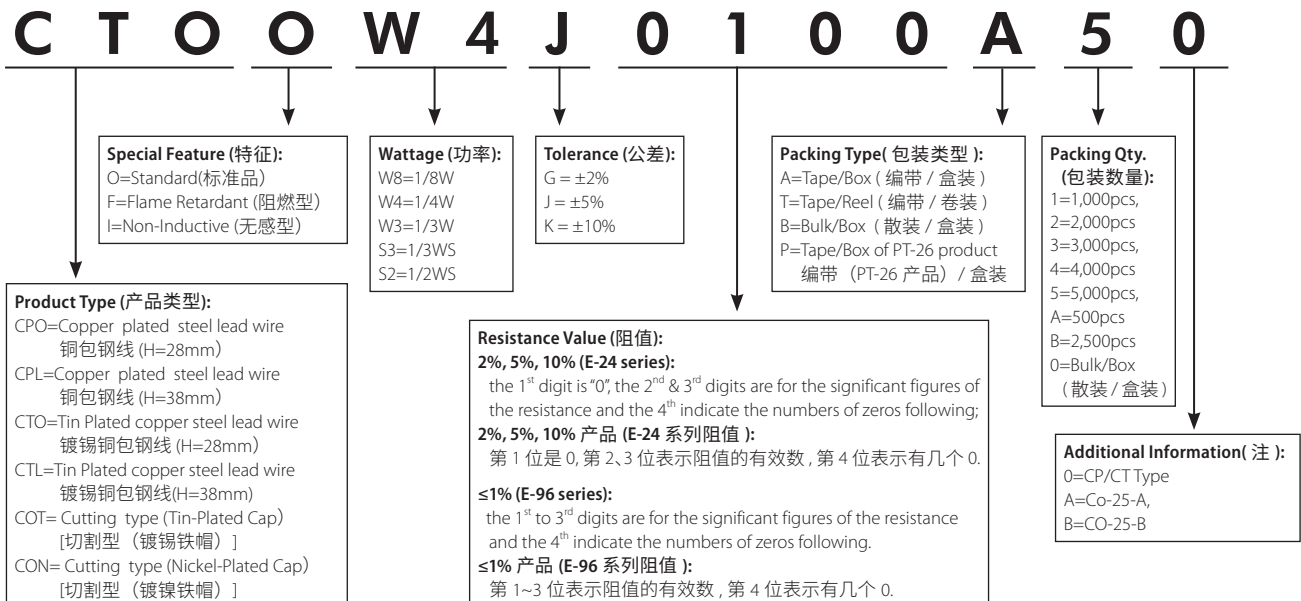 C T O O W 4 J 0 1 0 0 A 5 0
Special Feature (特征):
O=Standard(标准品）
F=Flame Retardant (阻燃型）
I=Non-Inductive (无感型）
Wattage (功率):
W8=1/8W
W4=1/4W
W3=1/3W
S3=1/3WS
S2=1/2WS
Tolerance (公差):
G = ±2%
J = ±5%
K = ±10%
Packing Type( 包装类型 ):
A=Tape/Box ( 编带 / 盒装 )
T=Tape/Reel ( 编带 / 卷装 )
B=Bulk/Box ( 散装 / 盒装 )
P=Tape/Box of PT-26 product
编带（PT-26 产品）/ 盒装
Packing Qty.
(包装数量):
1=1,000pcs,
2=2,000pcs
3=3,000pcs,
4=4,000pcs
5=5,000pcs,
A=500pcs
B=2,500pcs
0=Bulk/Box
( 散装 / 盒装 )
Product Type (产品类型):
CPO=Copper plated steel lead wire
铜包钢线 (H=28mm）
CPL=Copper plated steel lead wire
铜包钢线 (H=38mm）
CTO=Tin Plated copper steel lead wire
镀锡铜包钢线 (H=28mm）
CTL=Tin Plated copper steel lead wire
镀锡铜包钢线(H=38mm)
COT= Cutting type (Tin-Plated Cap）
[切割型（镀锡铁帽）]
CON= Cutting type (Nickel-Plated Cap）
[切割型（镀镍铁帽）]
Resistance Value (阻值):
2%, 5%, 10% (E-24 series):
the 1st digit is "0", the 2nd & 3rd digits are for the significant figures of
the resistance and the 4th indicate the numbers of zeros following;
2%, 5%, 10% 产品 (E-24 系列阻值 ):
第 1 位是 0, 第 2、3 位表示阻值的有效数 , 第 4 位表示有几个 0.
≤1% (E-96 series):
the 1st to 3rd digits are for the significant figures of the resistance
and the 4th indicate the numbers of zeros following.
≤1% 产品 (E-96 系列阻值 ):
第 1~3 位表示阻值的有效数 , 第 4 位表示有几个 0.
Additional Information( 注 ):
0=CP/CT Type
A=Co-25-A,
B=CO-25-B